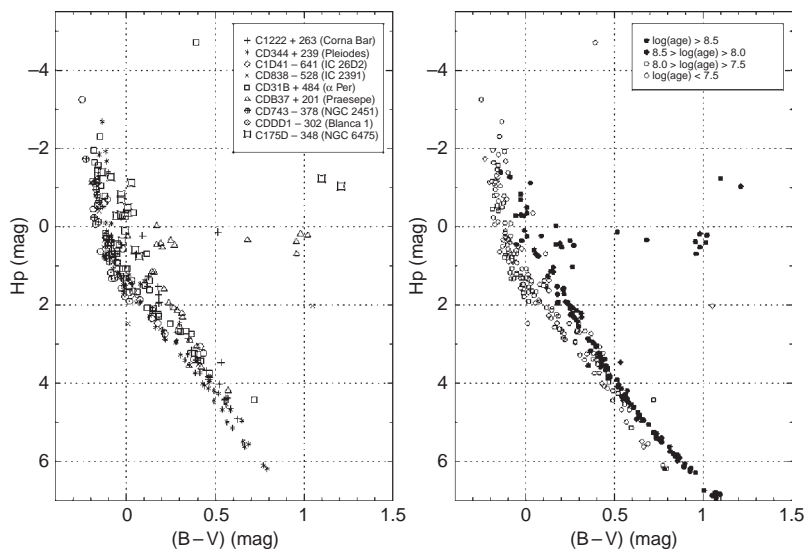 C1222 + 263 (Corna Bar)
CD344 + 239 (Pleiodes)
C1D41 – 641 (IC 26D2)
CD838 – 528 (IC 2391)
CD31B + 484 (α Per)
CDB37 + 201 (Praesepe)
CD743 – 378 (NGC 2451)
CDDD1 – 302 (Blanca 1)
C175D – 348 (NGC 6475)
–4
–2
0
2
4
6
Hp (mag)
0
0.5
1
1.5
(B – V) (mag)
log(age) > 8.5
8.5 > log(age) > 8.0
8.0 > log(age) > 7.5
log(age) < 7.5
–4
–2
0
2
4
6
Hp (mag)
0
0.5
1
1.5
(B – V) (mag)